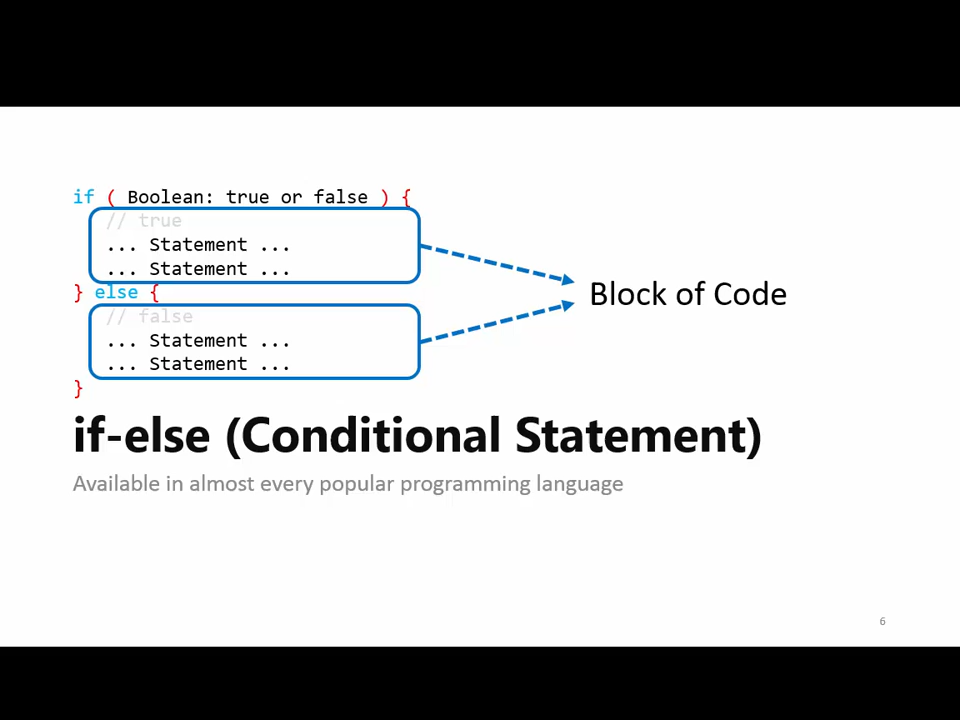 if ( Boolean: true or false ) {
// true
... Statement ...
... Statement ...
} else {
// false
... Statement ...
... Statement ...
}
Block of Code
if-else (Conditional Statement)
Available in almost every popular programming language
6